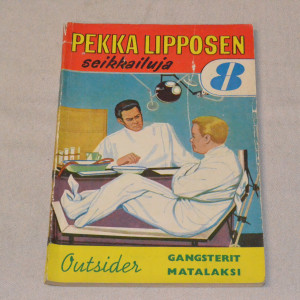 PEKKA LIPPOSEN
seikkailuja
8
Outsider
GANGSTERIT
MATALAKSI